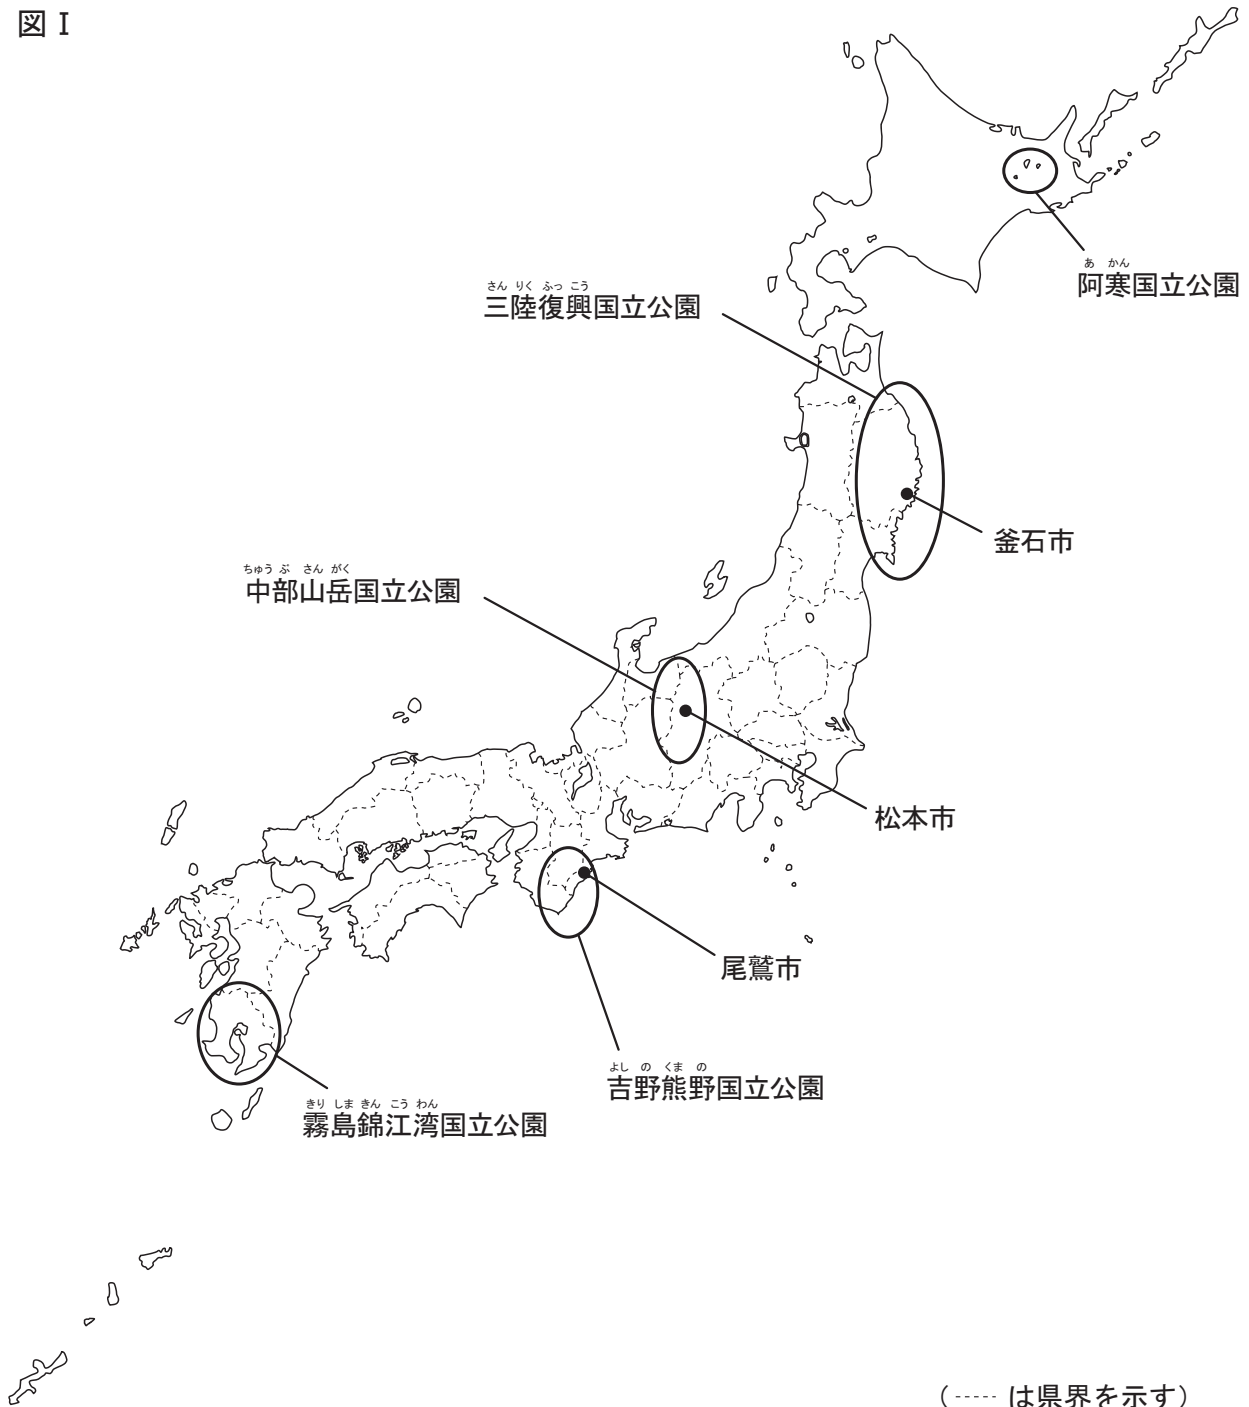 図Ⅰ
あ かん
阿寒国立公園
さん りく ふっ こう
三陸復興国立公園
釜石市
ちゅう ぶ さん がく
中部山岳国立公園
松本市
尾鷲市
よし の くま の
吉野熊野国立公園
きり しま きん こう わん
霧島錦江湾国立公園
(----- は県界を示す)